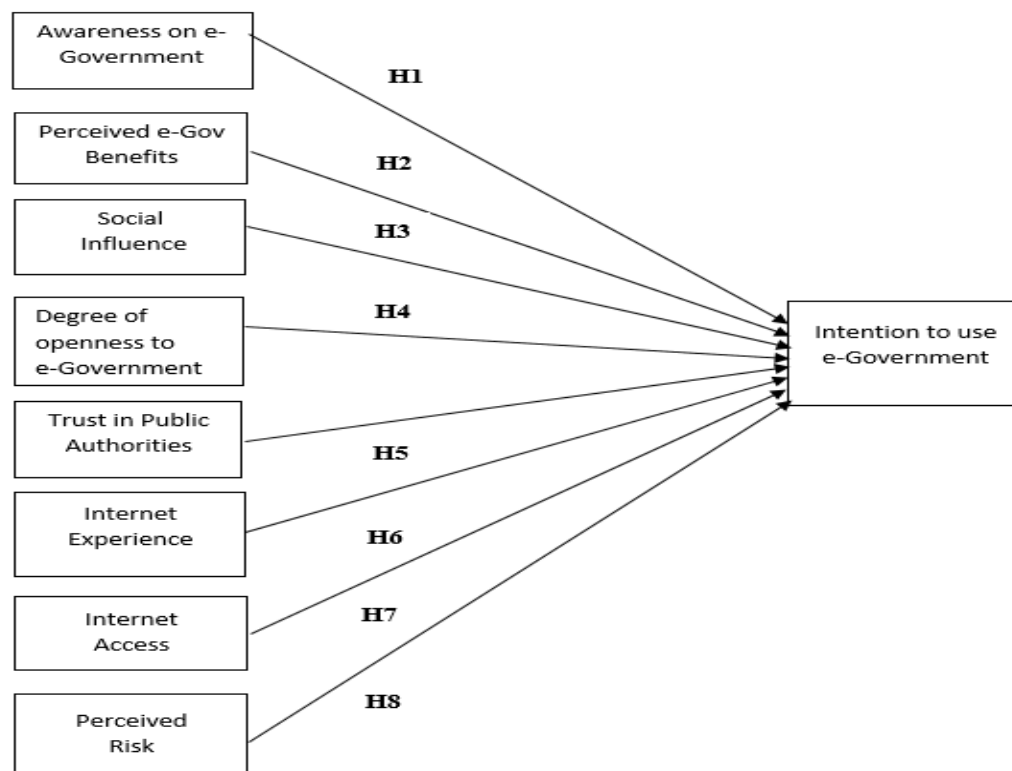 Awareness on e-
Government
H1
Perceived e-Gov
Benefits
H2
Social
Influence
H3
Degree of
openness to
e-Government
H4
Intention to use
e-Government
Trust in Public
Authorities
H5
Internet
Experience
H6
Internet
Access
H7
Perceived
Risk
H8